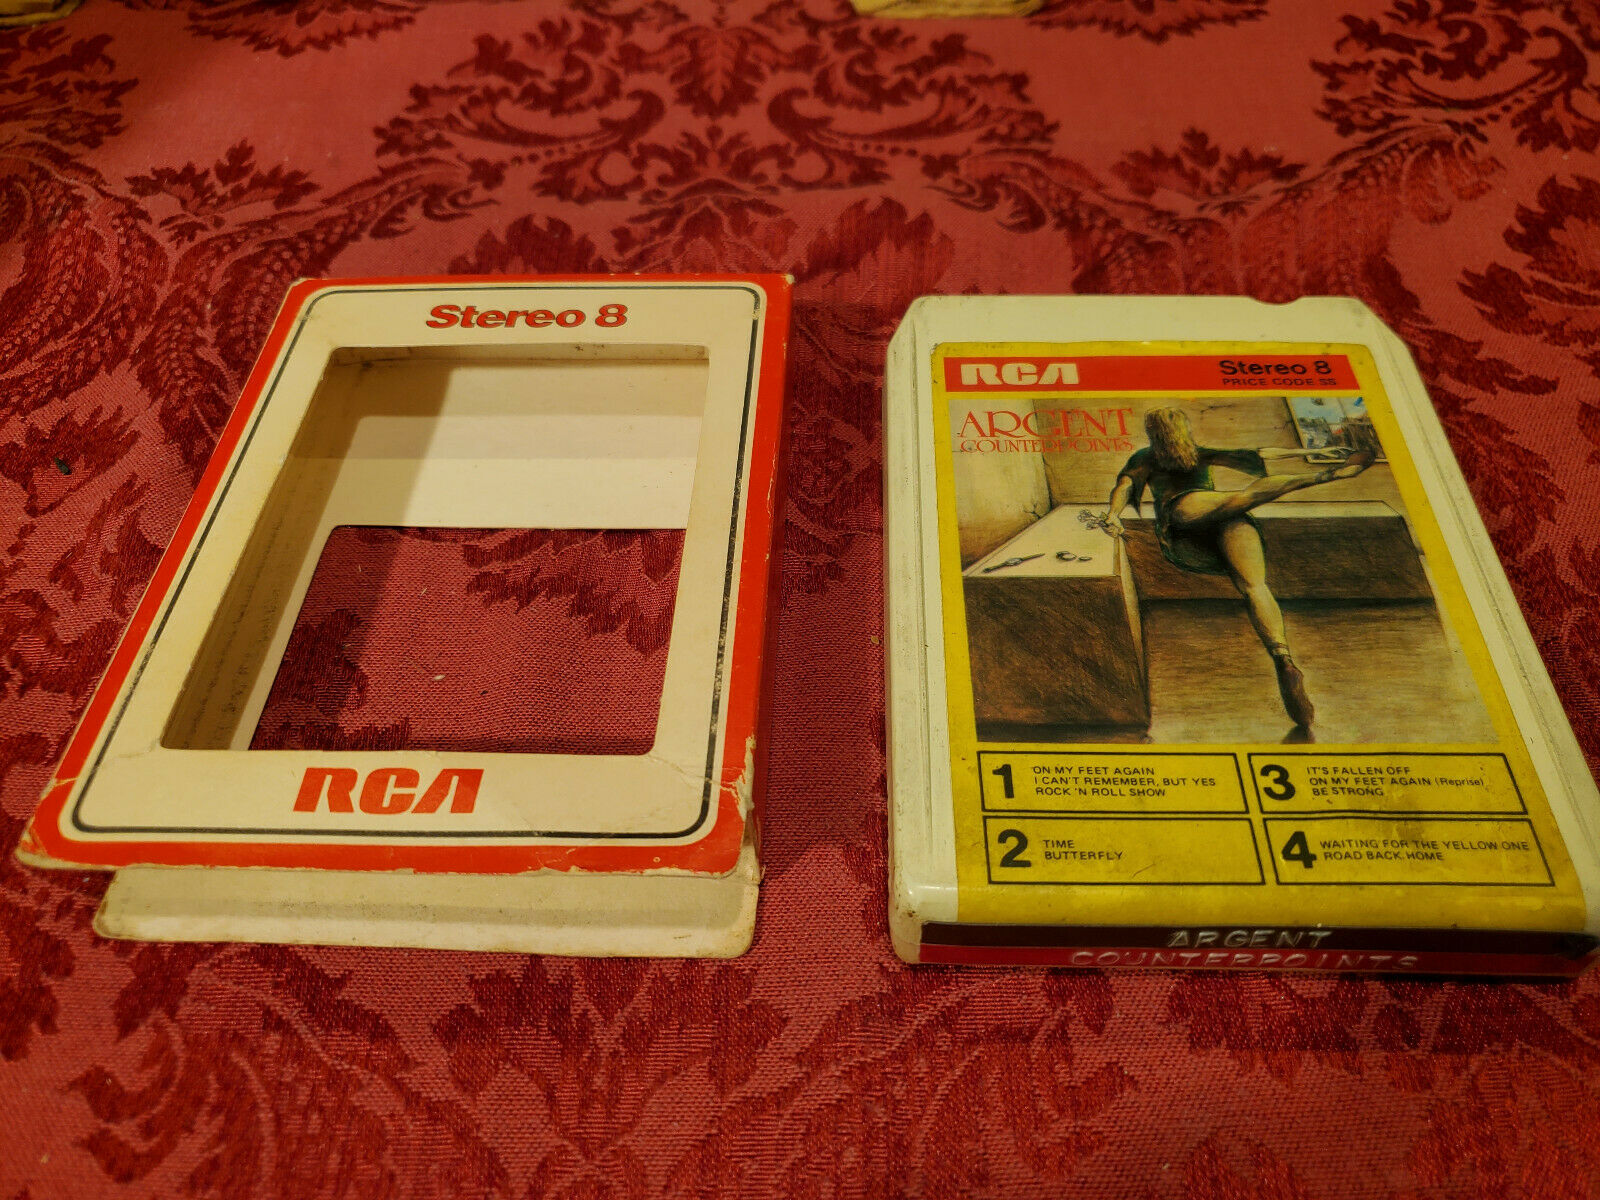 Stereo 8
RCA
RCA
Stereo 8
PRICE CODE SS
ARGENT
COUNTERPOINTS
1
ON MY FEET AGAIN
I CAN'T REMEMBER, BUT YES
ROCK 'N ROLL SHOW
2
TIME
BUTTERFLY
3
IT'S FALLEN OFF
ON MY FEET AGAIN (Reprise)
BE STRONG
4
WAITING FOR THE YELLOW ONE
ROAD BACK HOME
ARGENT
COUNTERPOINTS